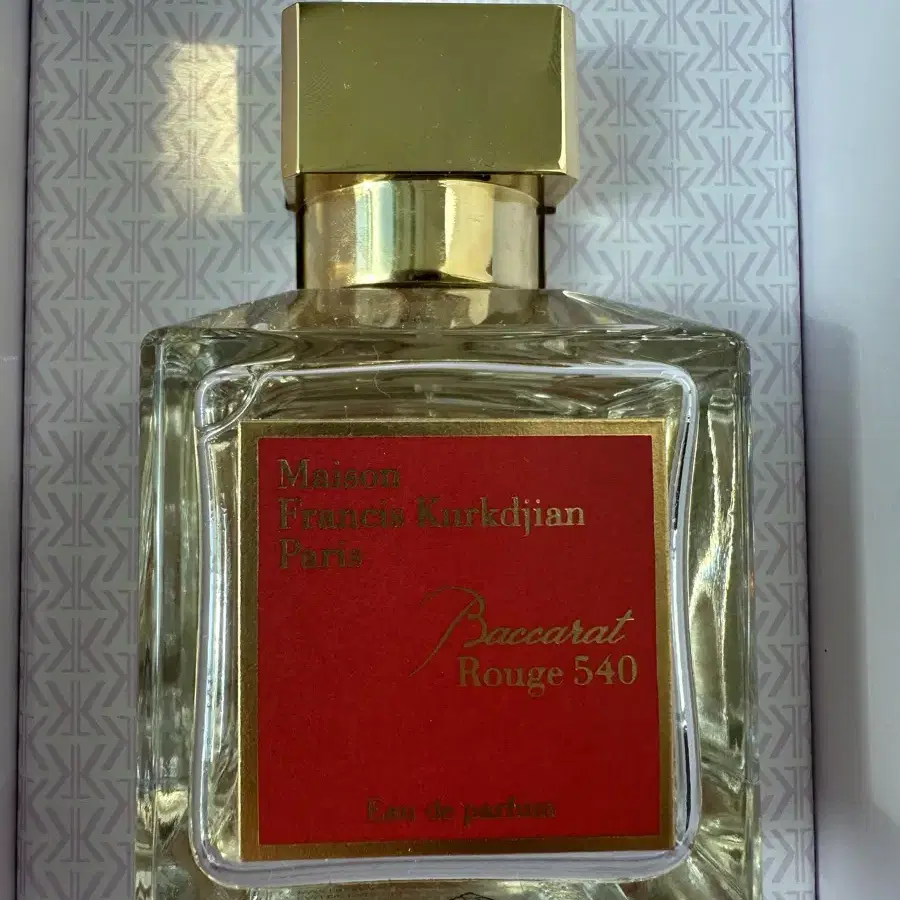 Maison
Francis Kurkdjian
Paris
Baccarat
Rouge 540
Eau de parfum